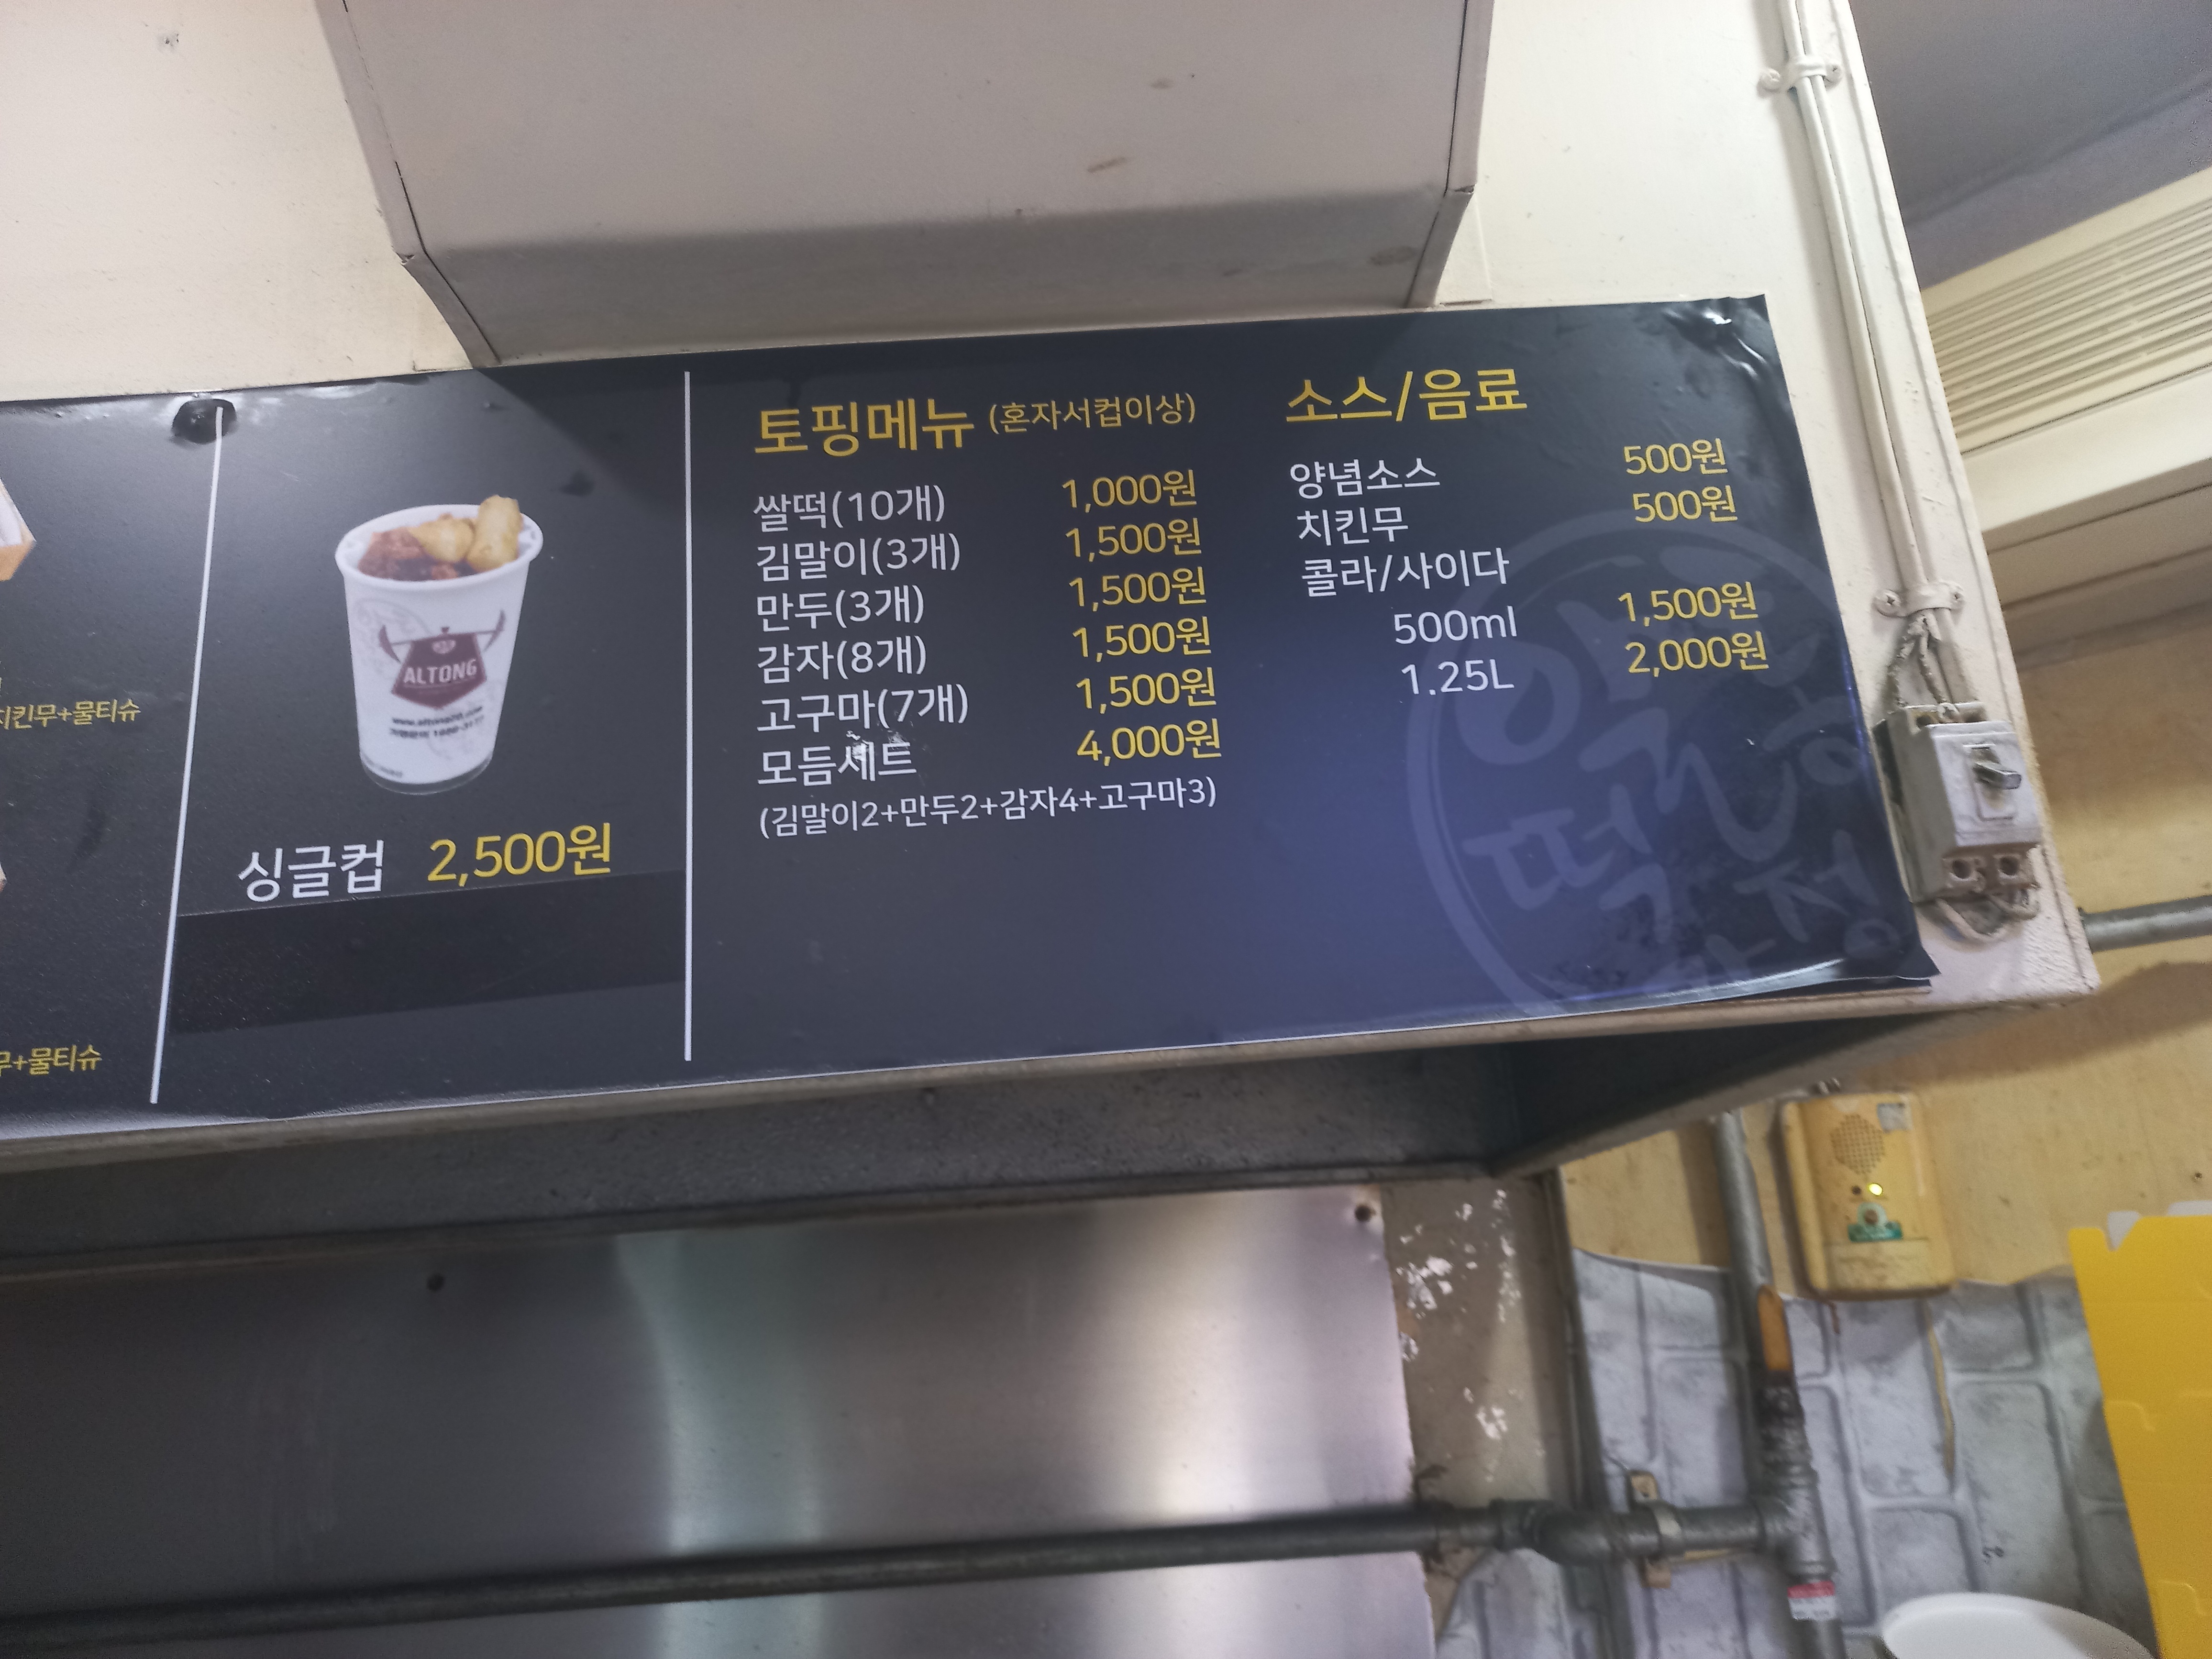 치킨무+물티슈
무+물티슈
ALTONG
싱글컵 2,500원
토핑메뉴 (혼자서컵이상)
쌀떡(10개) 1,000원
김말이(3개) 1,500원
만두(3개) 1,500원
감자(8개) 1,500원
고구마(7개) 1,500원
모듬세트 4,000원
(김말이2+만두2+감자4+고구마3)
소스/음료
양념소스 500원
치킨무 500원
콜라/사이다
500ml 1,500원
1.25L 2,000원